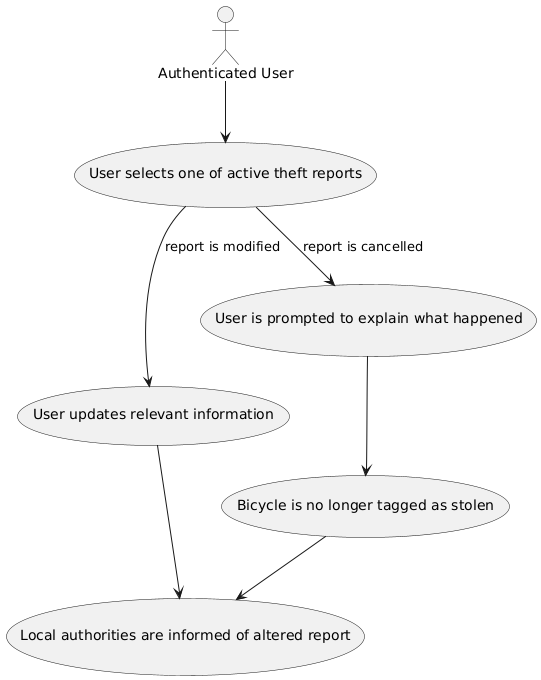 Authenticated User
User selects one of active theft reports
report is modified
report is cancelled
User is prompted to explain what happened
User updates relevant information
Bicycle is no longer tagged as stolen
Local authorities are informed of altered report